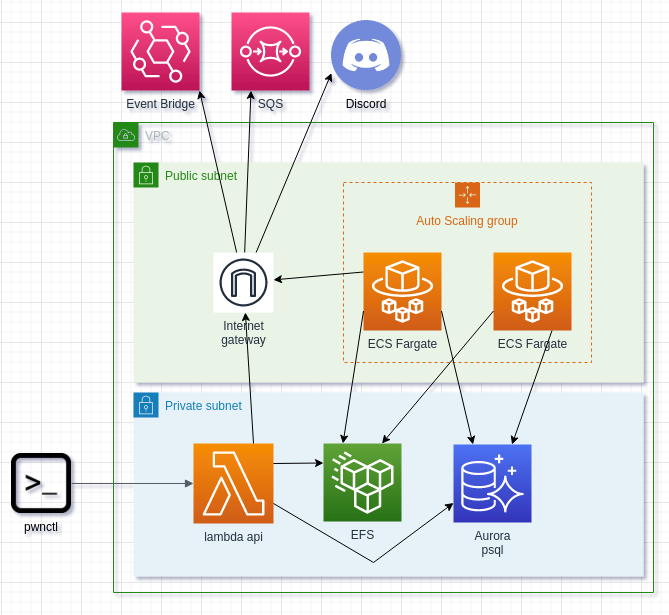 Event Bridge
SQS
Discord
VPC
Public subnet
Auto Scaling group
Internet
gateway
ECS Fargate
ECS Fargate
Private subnet
>_
pwnctl
lambda api
EFS
Aurora
psql